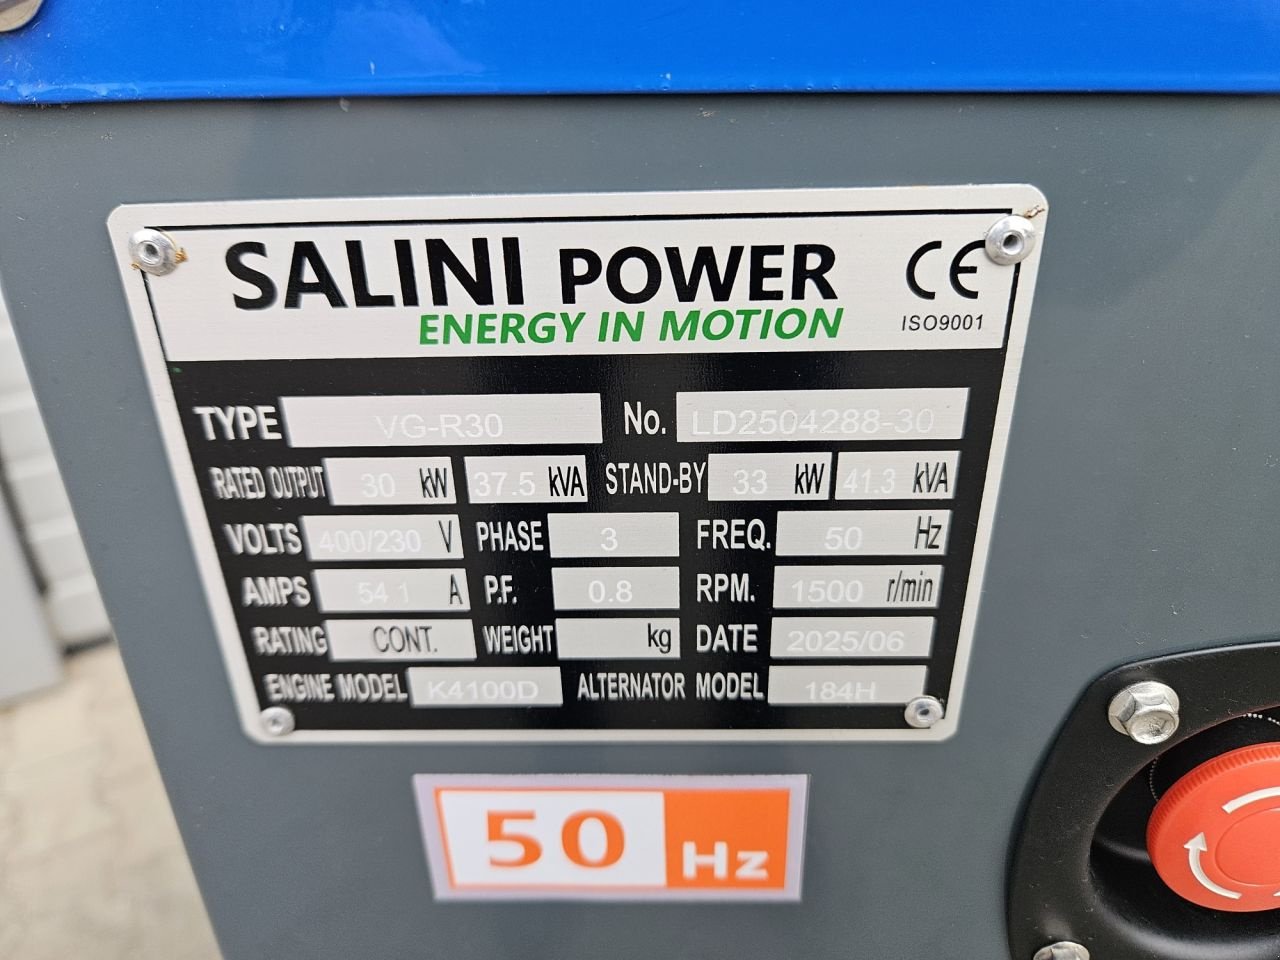 SALINI POWER CE
ENERGY IN MOTION ISO9001
TYPE VG-R30 No. LD2504288-30
RATED OUTPUT 30 kW 37.5 kVA STAND-BY 33 kW 41.3 kVA
VOLTS 400/230 V PHASE 3 FREQ. 50 Hz
AMPS 54.1 A P.F. 0.8 RPM. 1500 r/min
RATING CONT. WEIGHT kg DATE 2025/06
ENGINE MODEL K4100D ALTERNATOR MODEL 184H
50 Hz